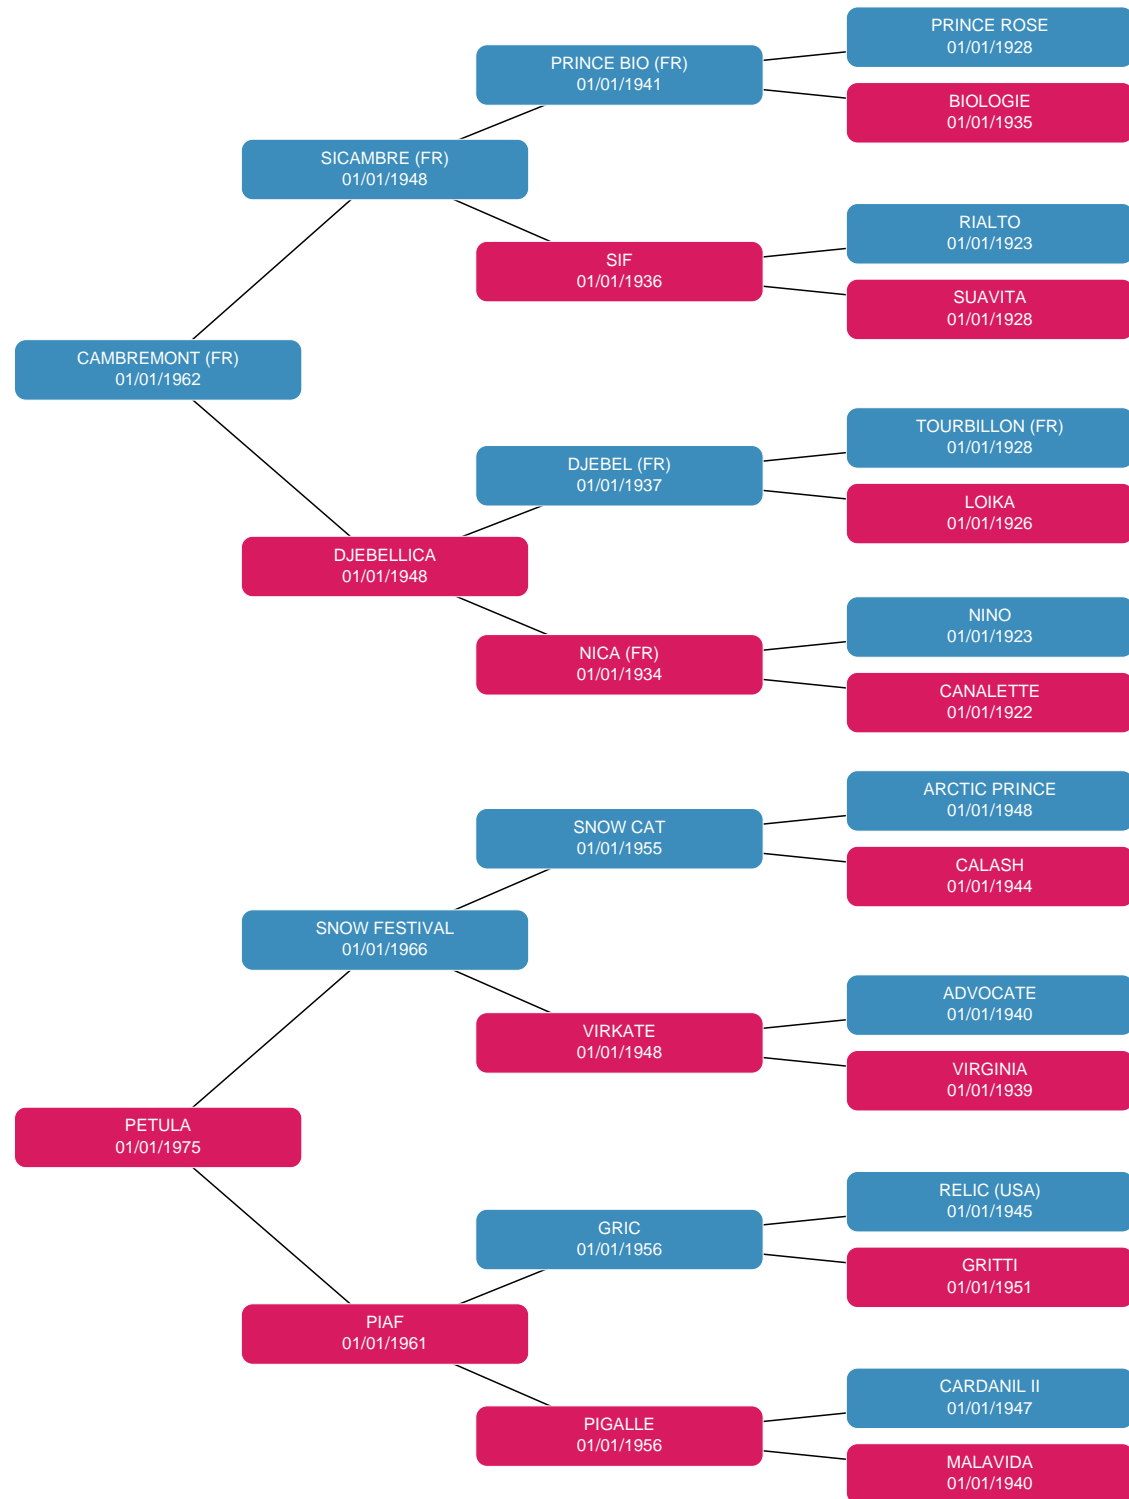 PRINCE ROSE
01/01/1928
PRINCE BIO (FR)
01/01/1941
BIOLOGIE
01/01/1935
SICAMBRE (FR)
01/01/1948
RIALTO
01/01/1923
SIF
01/01/1936
SUAVITA
01/01/1928
CAMBREMONT (FR)
01/01/1962
TOURBILLON (FR)
01/01/1928
DJEBEL (FR)
01/01/1937
LOIKA
01/01/1926
DJEBELLICA
01/01/1948
NINO
01/01/1923
NICA (FR)
01/01/1934
CANALETTE
01/01/1922
ARCTIC PRINCE
01/01/1948
SNOW CAT
01/01/1955
CALASH
01/01/1944
SNOW FESTIVAL
01/01/1966
ADVOCATE
01/01/1940
VIRKATE
01/01/1948
VIRGINIA
01/01/1939
PETULA
01/01/1975
RELIC (USA)
01/01/1945
GRIC
01/01/1956
GRITTI
01/01/1951
PIAF
01/01/1961
CARDANIL II
01/01/1947
PIGALLE
01/01/1956
MALAVIDA
01/01/1940